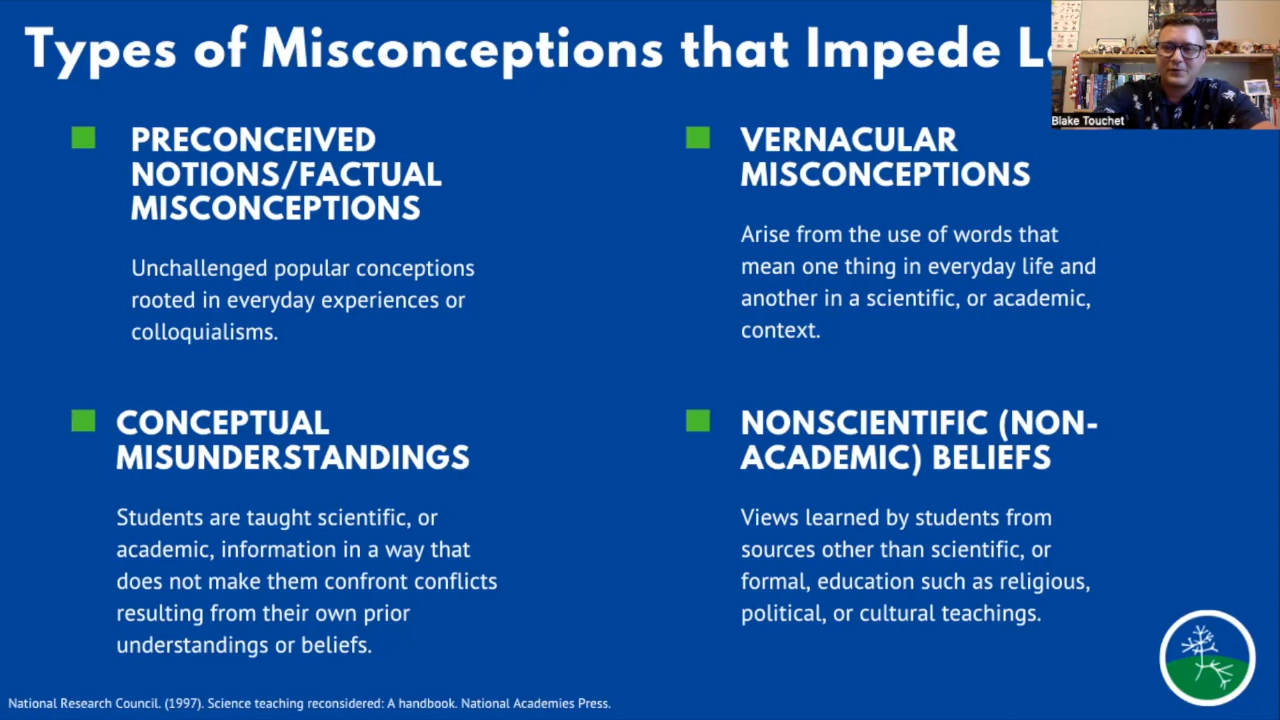 Types of Misconceptions that Impede
Blake Touchet
PRECONCEIVED
NOTIONS/FACTUAL
MISCONCEPTIONS
Unchallenged popular conceptions
rooted in everyday experiences or
colloquialisms.
VERNACULAR
MISCONCEPTIONS
Arise from the use of words that
mean one thing in everyday life and
another in a scientific, or academic,
context.
CONCEPTUAL
MISUNDERSTANDINGS
Students are taught scientific, or
academic, information in a way that
does not make them confront conflicts
resulting from their own prior
understandings or beliefs.
NONSCIENTIFIC (NON-
ACADEMIC) BELIEFS
Views learned by students from
sources other than scientific, or
formal, education such as religious,
political, or cultural teachings.
National Research Council. (1997). Science teaching reconsidered: A handbook. National Academies Press.